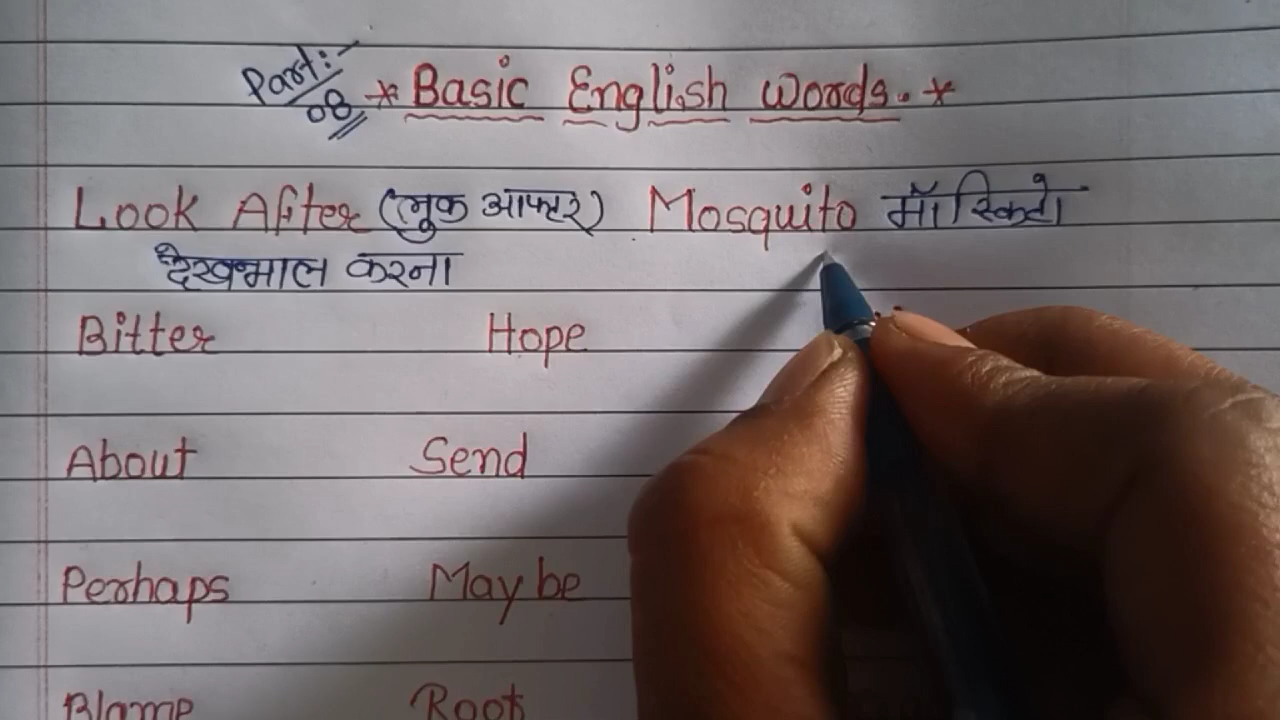 Part:-
08
* Basic English Words. *
Look After (लुक आफ्टर) Mosquito मॉस्किटो
देखभाल करना
Bitter Hope
About Send
Perhaps May be
Blame Root